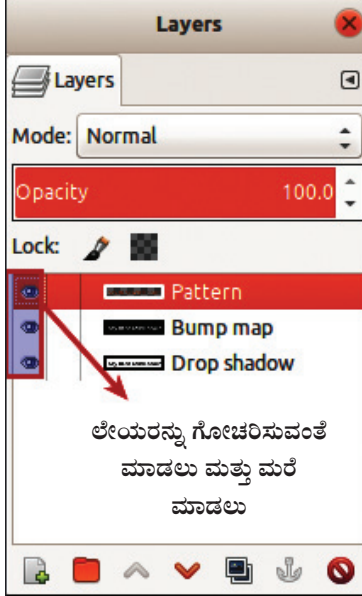 Layers
Layers
Mode: Normal
Opacity 100.0
Lock:
Pattern
Bump map
Drop shadow
ಲೇಯರನ್ನು ಗೋಚರಿಸುವಂತೆ
ಮಾಡಲು ಮತ್ತು ಮರೆ
ಮಾಡಲು